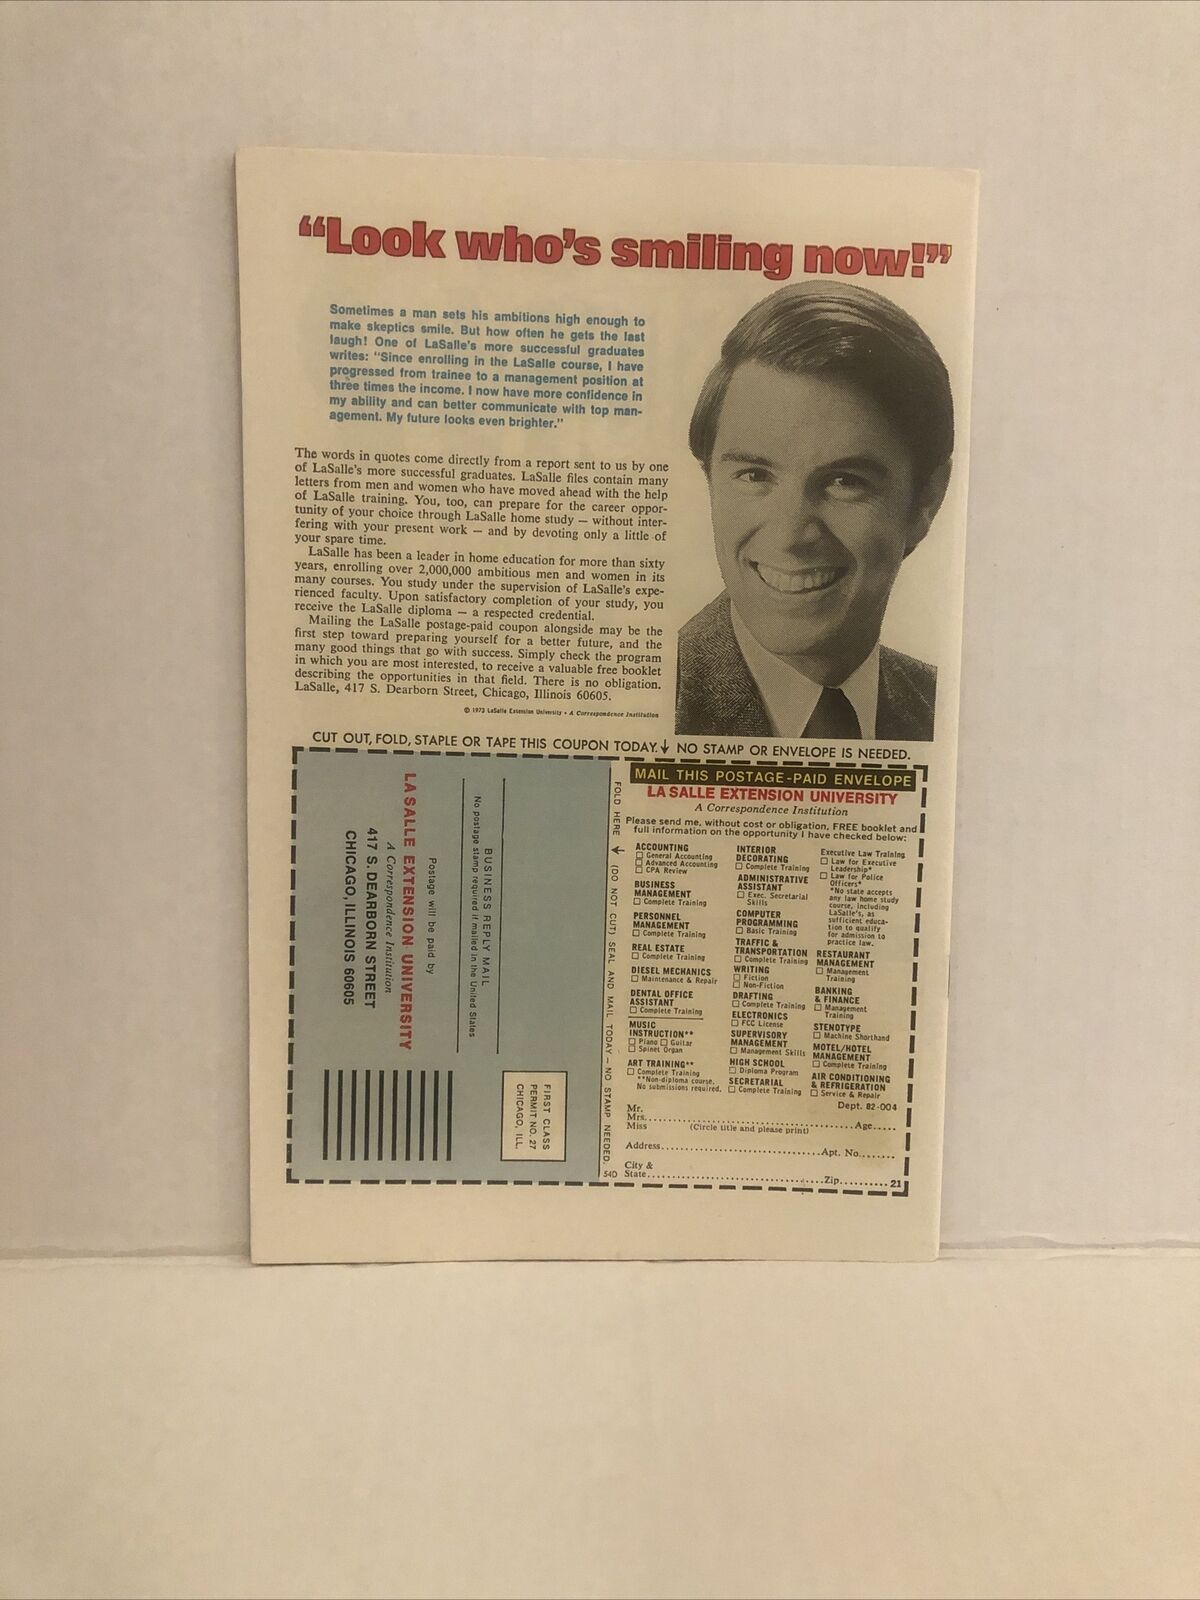 “Look who’s smiling now!”
Sometimes a man sets his ambitions high enough to
make skeptics smile. But how often he gets the last
laugh! One of LaSalle's more successful graduates
writes: "Since enrolling in the LaSalle course, I have
progressed from trainee to a management position at
three times the income. I now have more confidence in
my ability and can better communicate with top man-
agement. My future looks even brighter."
The words in quotes come directly from a report sent to us by one
of LaSalle's more successful graduates. LaSalle files contain many
letters from men and women who have moved ahead with the help
of LaSalle training. You, too, can prepare for the career oppor-
tunity of your choice through LaSalle home study — without inter-
fering with your present work — and by devoting only a little of
your spare time.
LaSalle has been a leader in home education for more than sixty
years, enrolling over 2,000,000 ambitious men and women in its
many courses. You study under the supervision of LaSalle's expe-
rienced faculty. Upon satisfactory completion of your study, you
receive the LaSalle diploma — a respected credential.
Mailing the LaSalle postage-paid coupon alongside may be the
first step toward preparing yourself for a better future, and the
many good things that go with success. Simply check the program
in which you are most interested, to receive a valuable free booklet
describing the opportunities in that field. There is no obligation.
LaSalle, 417 S. Dearborn Street, Chicago, Illinois 60605.
© 1973 LaSalle Extension University • A Correspondence Institution
CUT OUT, FOLD, STAPLE OR TAPE THIS COUPON TODAY. ↓ NO STAMP OR ENVELOPE IS NEEDED.
FIRST CLASS
PERMIT NO. 27
CHICAGO, ILL.
BUSINESS REPLY MAIL
No postage stamp required if mailed in the United States
Postage will be paid by
LA SALLE EXTENSION UNIVERSITY
A Correspondence Institution
417 S. DEARBORN STREET
CHICAGO, ILLINOIS 60605
FOLD HERE ↓ (DO NOT CUT) SEAL AND MAIL TODAY — NO STAMP NEEDED.
54D
MAIL THIS POSTAGE-PAID ENVELOPE
LA SALLE EXTENSION UNIVERSITY
A Correspondence Institution
Please send me, without cost or obligation, FREE booklet and
full information on the opportunity I have checked below:
ACCOUNTING
☐ General Accounting
☐ Advanced Accounting
☐ CPA Review
BUSINESS
MANAGEMENT
☐ Complete Training
PERSONNEL
MANAGEMENT
☐ Complete Training
REAL ESTATE
☐ Complete Training
DIESEL MECHANICS
☐ Maintenance & Repair
DENTAL OFFICE
ASSISTANT
☐ Complete Training
MUSIC
INSTRUCTION**
☐ Piano ☐ Guitar
☐ Spinet Organ
ART TRAINING**
☐ Complete Training
**Non-diploma course.
No submissions required.
INTERIOR
DECORATING
☐ Complete Training
ADMINISTRATIVE
ASSISTANT
☐ Exec. Secretarial
Skills
COMPUTER
PROGRAMMING
☐ Basic Training
TRAFFIC &
TRANSPORTATION
☐ Complete Training
WRITING
☐ Fiction
☐ Non-Fiction
DRAFTING
☐ Complete Training
ELECTRONICS
☐ FCC License
SUPERVISORY
MANAGEMENT
☐ Management Skills
HIGH SCHOOL
☐ Diploma Program
SECRETARIAL
☐ Complete Training
Executive Law Training
☐ Law for Executive
Leadership*
☐ Law for Police
Officers*
*No state accepts
any law home study
course, including
LaSalle's, as
sufficient educa-
tion to qualify
for admission to
practice law.
RESTAURANT
MANAGEMENT
☐ Management
Training
BANKING
& FINANCE
☐ Management
Training
STENOTYPE
☐ Machine Shorthand
MOTEL/HOTEL
MANAGEMENT
☐ Complete Training
AIR CONDITIONING
& REFRIGERATION
☐ Service & Repair
Dept. 82-004
Mr.
Mrs. Age
Miss (Circle title and please print)
Address Apt. No.
City &
State Zip 21